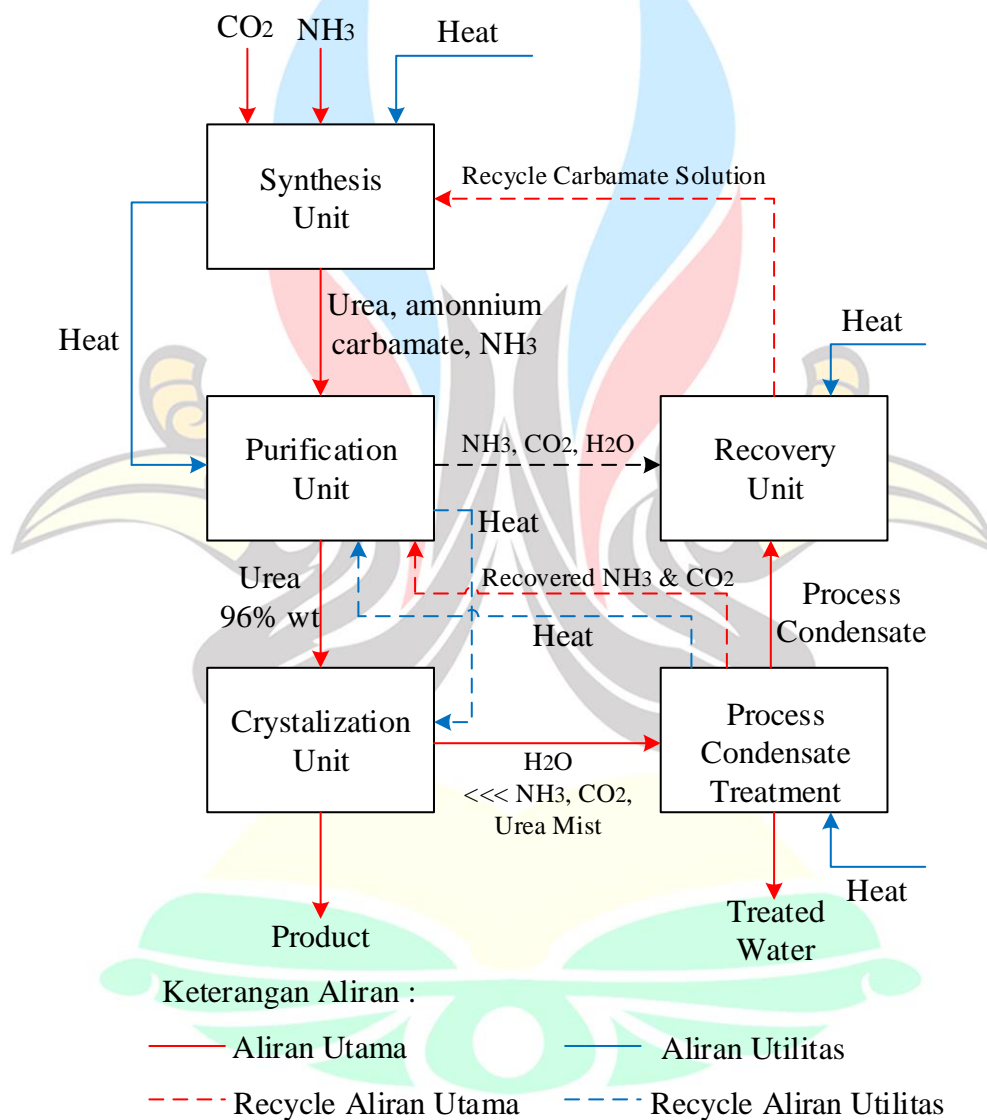 CO2
NH3
Heat
Synthesis
Unit
Recycle Carbamate Solution
Urea, amonnium
carbamate, NH3
Heat
Heat
Purification
Unit
NH3, CO2, H2O
Recovery
Unit
Heat
Urea
96% wt
Recovered NH3 & CO2
Process
Condensate
Heat
Crystalization
Unit
Process
Condensate
Treatment
H2O
<<< NH3, CO2,
Urea Mist
Heat
Product
Treated
Water
Keterangan Aliran :
Aliran Utama
Aliran Utilitas
Recycle Aliran Utama
Recycle Aliran Utilitas